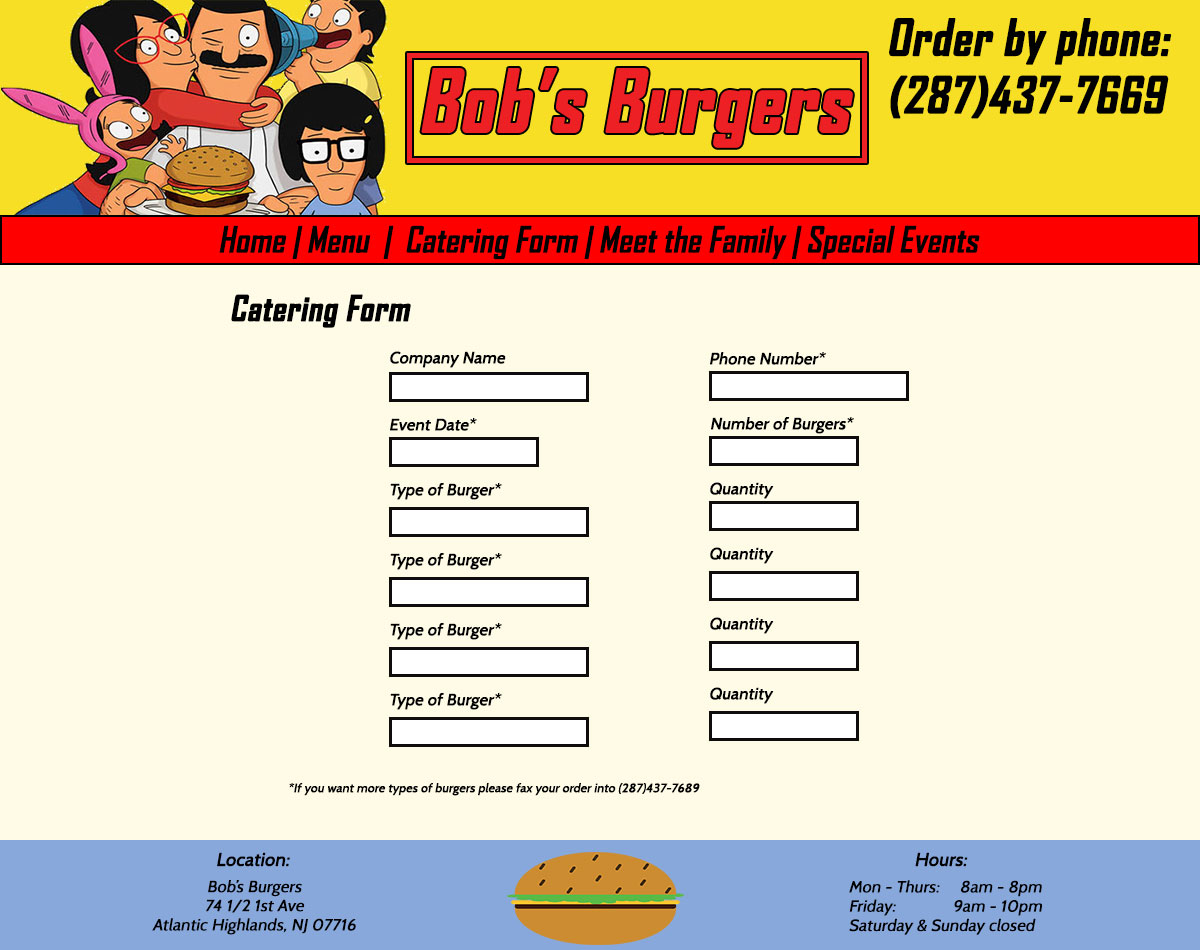 Order by phone:
(287)437-7669
Bob's Burgers
Home | Menu | Catering Form | Meet the Family | Special Events
Catering Form
Company Name
Phone Number*
Event Date*
Number of Burgers*
Type of Burger*
Quantity
Type of Burger*
Quantity
Type of Burger*
Quantity
Type of Burger*
Quantity
*If you want more types of burgers please fax your order into (287)437-7689
Location:
Bob's Burgers
74 1/2 1st Ave
Atlantic Highlands, NJ 07716
Hours:
Mon - Thurs: 8am - 8pm
Friday: 9am - 10pm
Saturday & Sunday closed